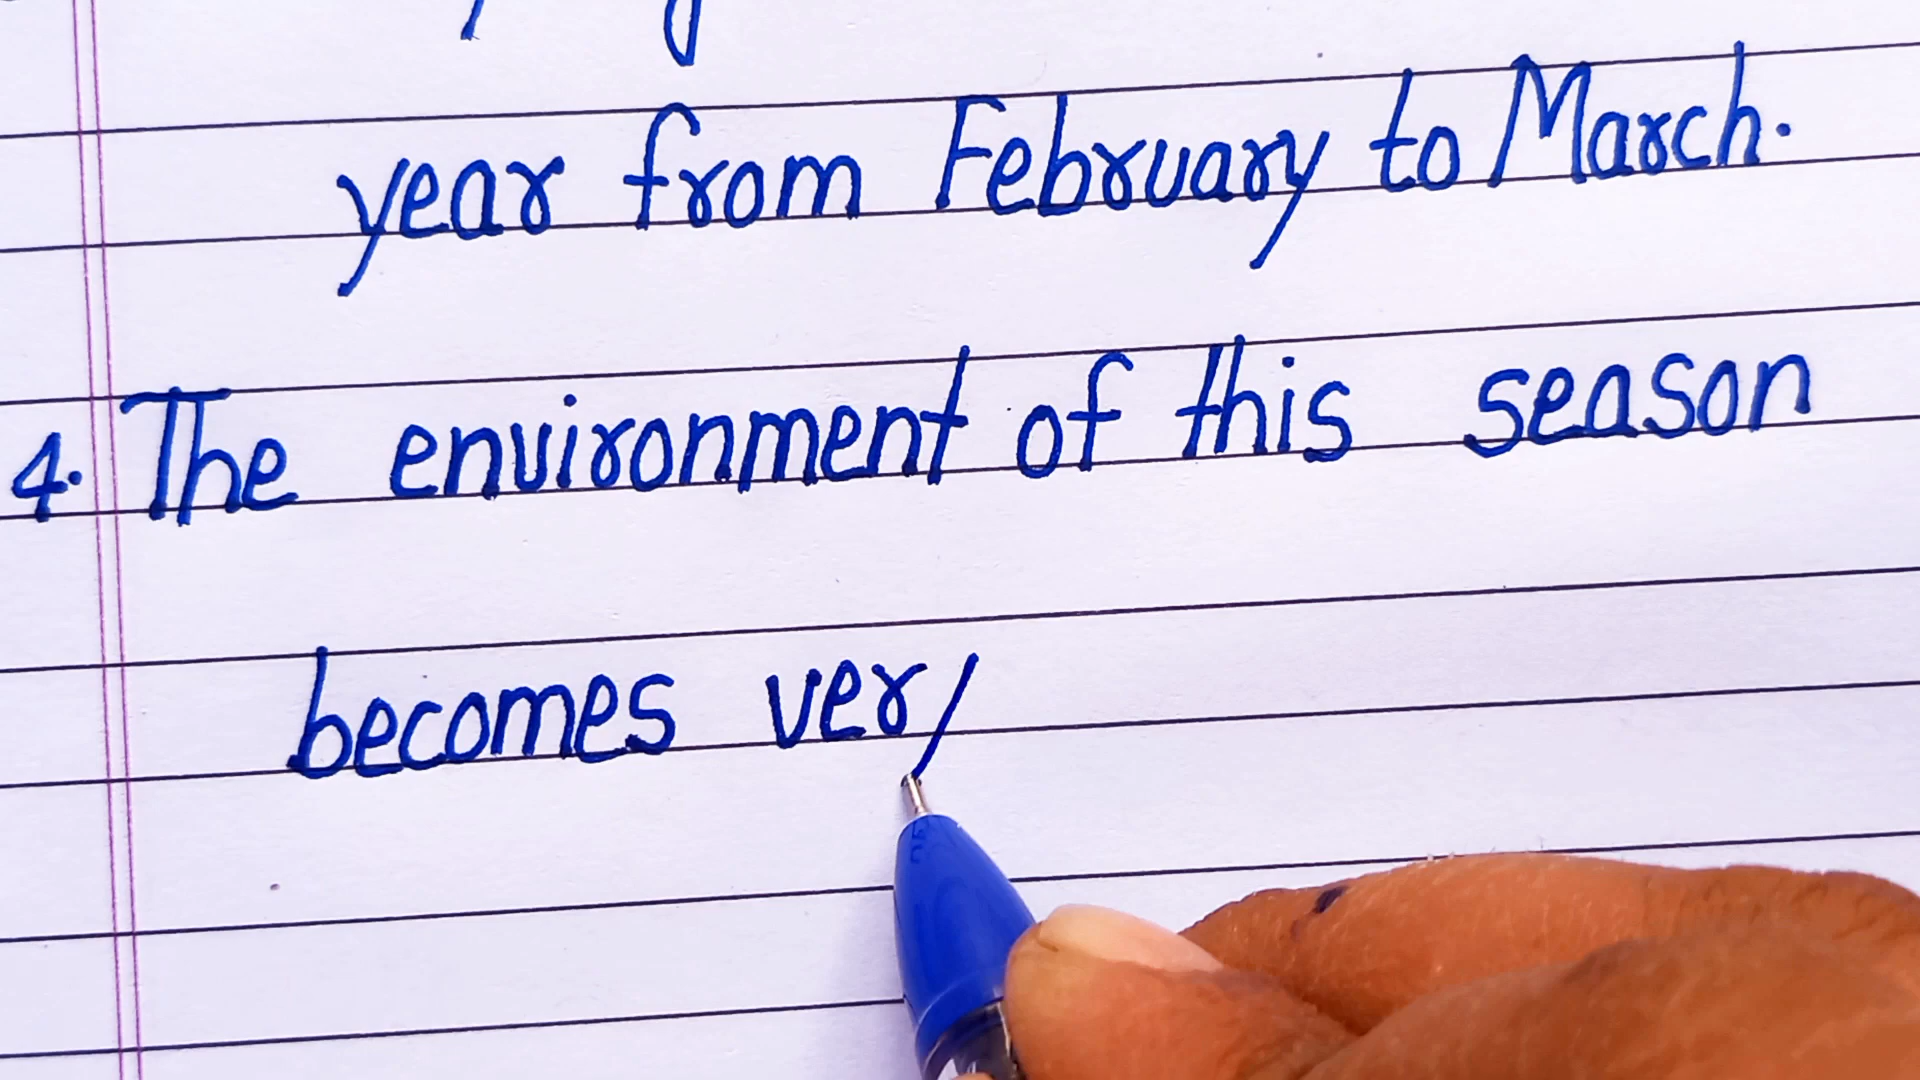 year from February to March.
4. The environment of this season
becomes ver